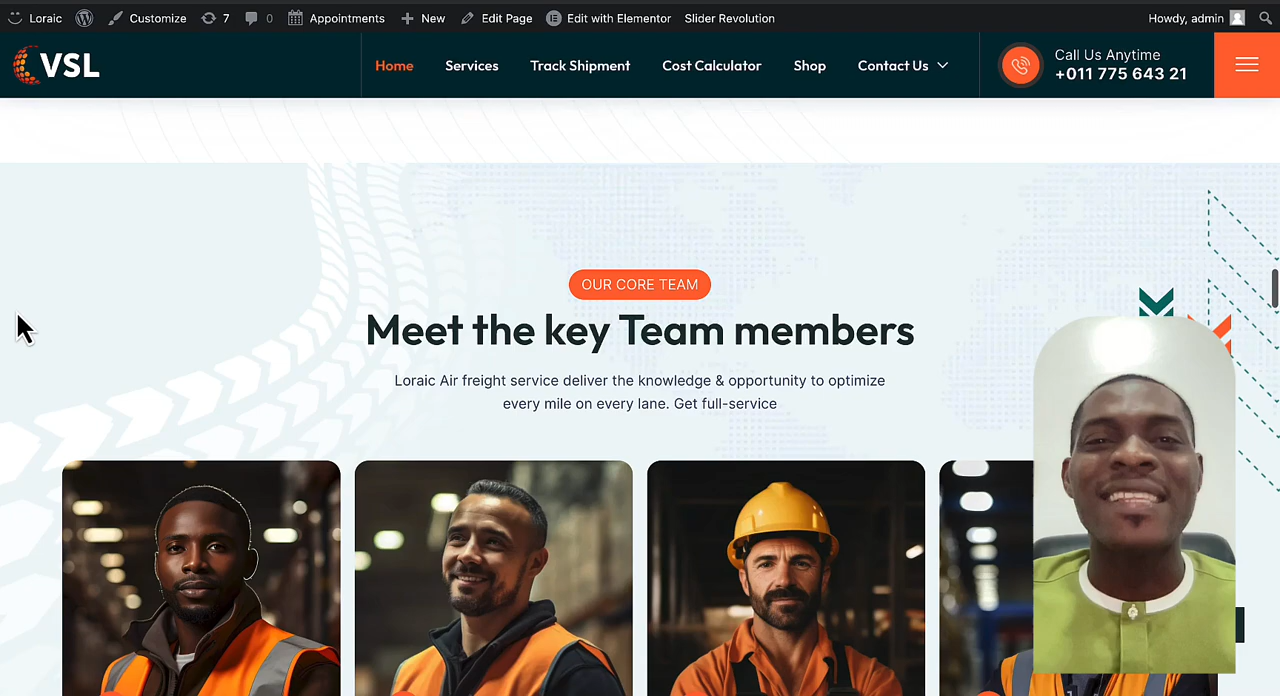 Loraic Customize 7 0 Appointments New Edit Page Edit with Elementor Slider Revolution Howdy, admin
VSL
Home Services Track Shipment Cost Calculator Shop Contact Us
Call Us Anytime
+011 775 643 21
OUR CORE TEAM
Meet the key Team members
Loraic Air freight service deliver the knowledge & opportunity to optimize
every mile on every lane. Get full-service